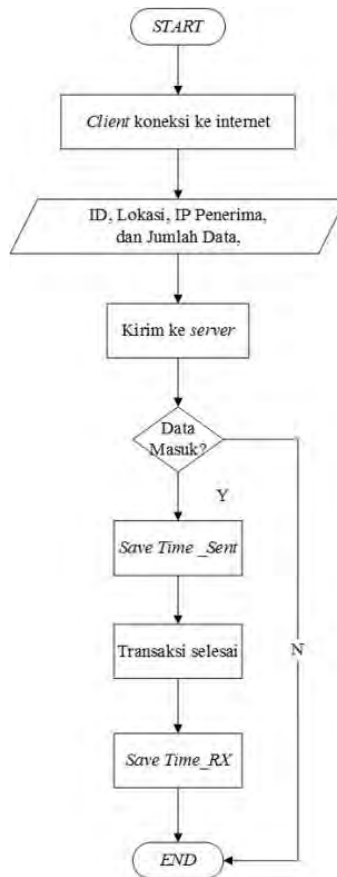 START
Client koneksi ke internet
ID, Lokasi, IP Penerima,
dan Jumlah Data,
Kirim ke server
Data
Masuk?
Y
Save Time _Sent
Transaksi selesai
N
Save Time_RX
END